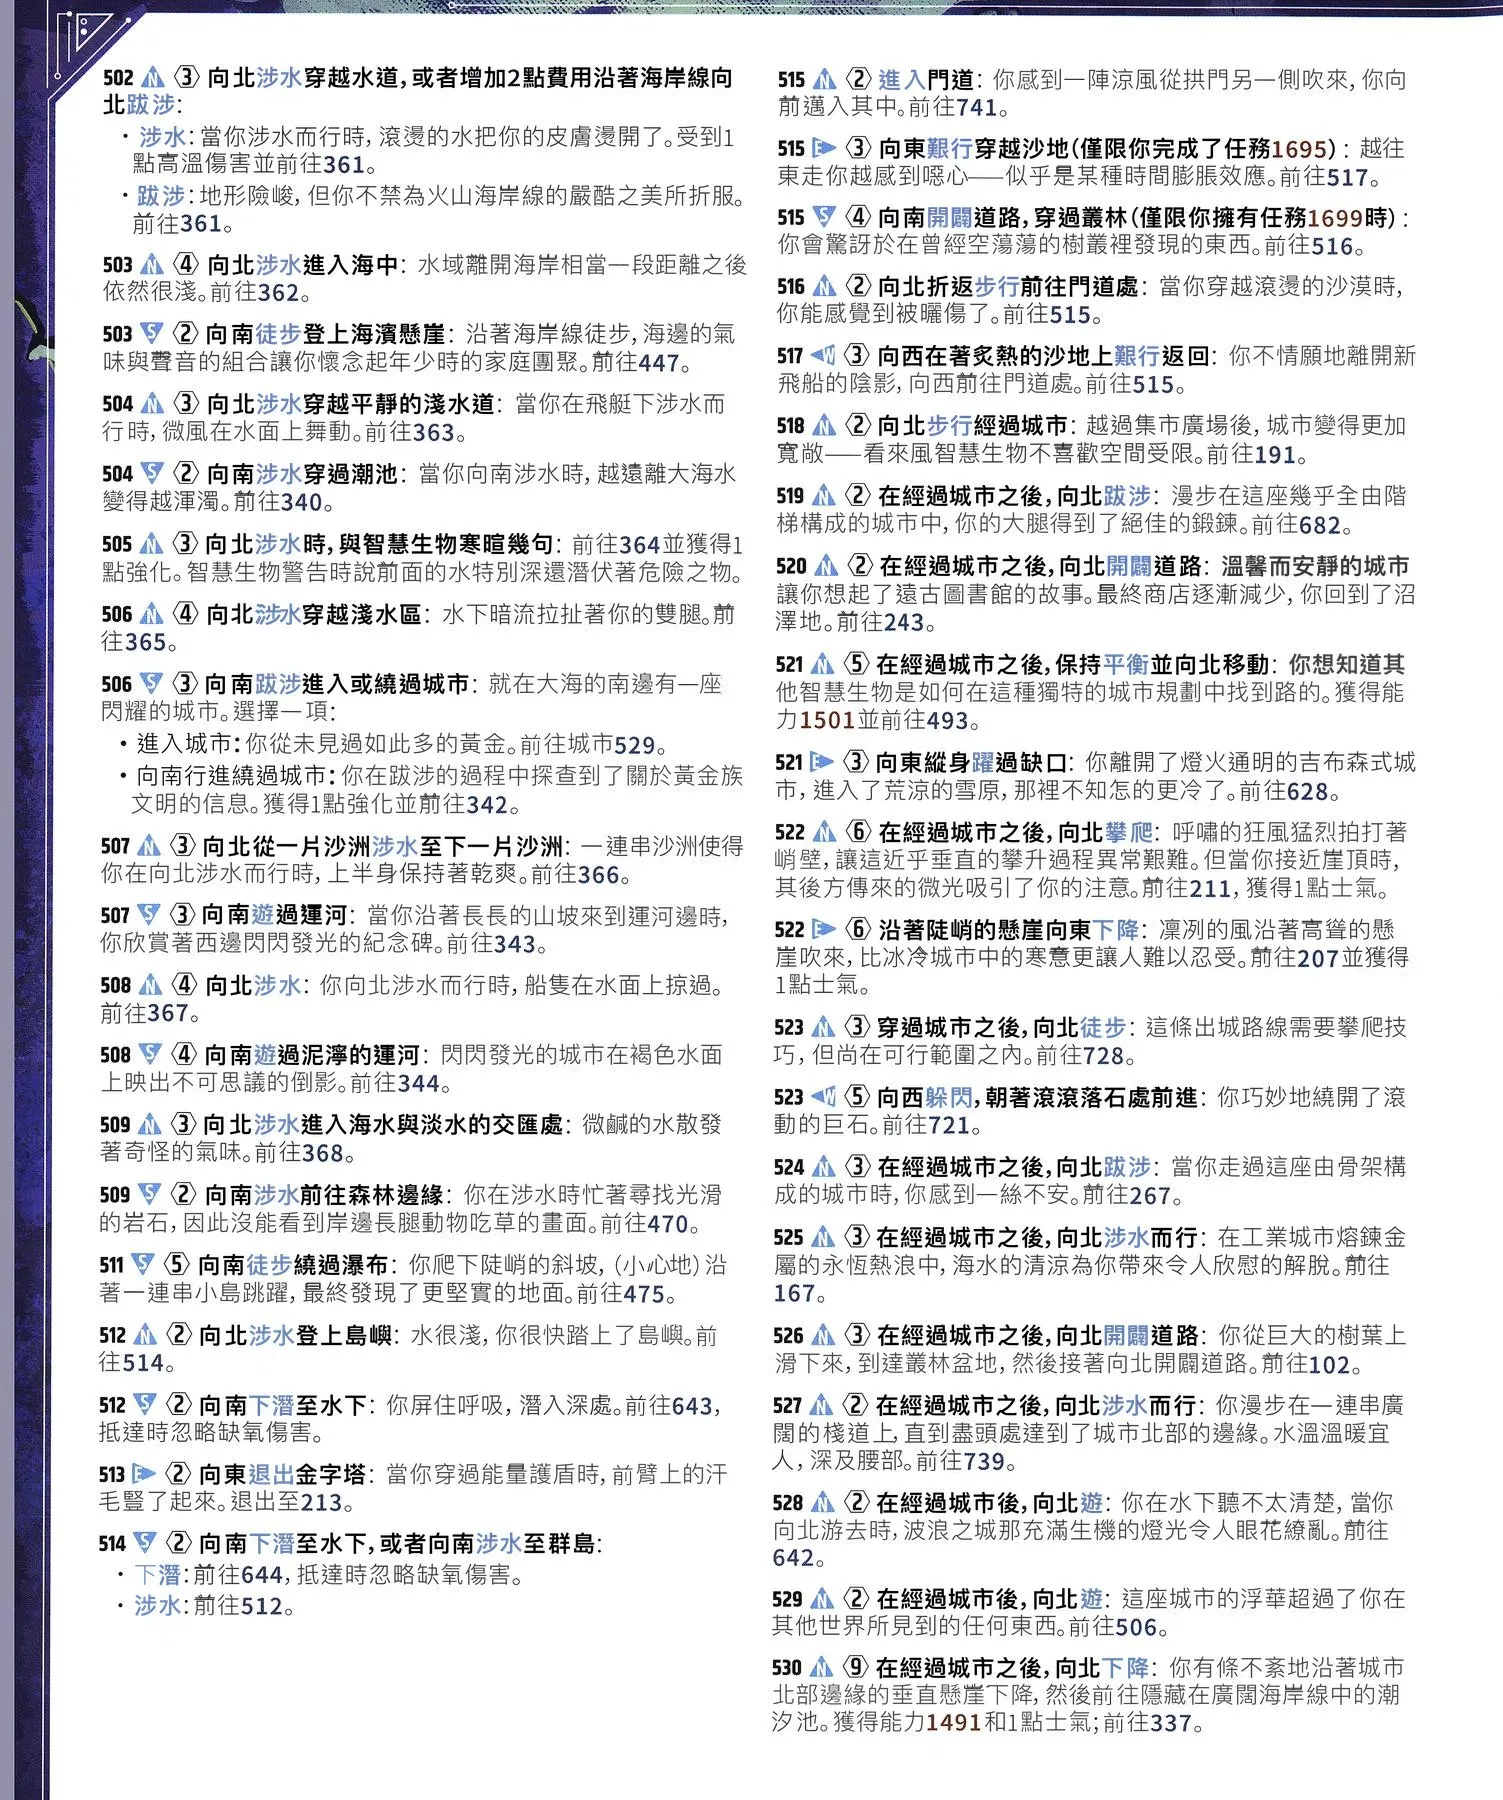 502 N 3 向北涉水穿越水道，或者增加2點費用沿著海岸線向
北跋涉：
・涉水：當你涉水而行時，滾燙的水把你的皮膚燙開了。受到1
點高溫傷害並前往361。
・跋涉：地形險峻，但你不禁為火山海岸線的嚴酷之美所折服。
前往361。
503 N 4 向北涉水進入海中：水域離開海岸相當一段距離之後
依然很淺。前往362。
503 S 2 向南徒步登上海濱懸崖：沿著海岸線徒步，海邊的氣
味與聲音的組合讓你懷念起年少時的家庭團聚。前往447。
504 N 3 向北涉水穿越平靜的淺水道：當你在飛艇下涉水而
行時，微風在水面上舞動。前往363。
504 S 2 向南涉水穿過潮池：當你向南涉水時，越遠離大海水
變得越渾濁。前往340。
505 N 3 向北涉水時，與智慧生物寒暄幾句：前往364並獲得1
點強化。智慧生物警告時說前面的水特別深還潛伏著危險之物。
506 N 4 向北涉水穿越淺水區：水下暗流拉扯著你的雙腿。前
往365。
506 S 3 向南跋涉進入或繞過城市：就在大海的南邊有一座
閃耀的城市。選擇一項：
・進入城市：你從未見過如此多的黃金。前往城市529。
・向南行進繞過城市：你在跋涉的過程中探查到了關於黃金族
文明的信息。獲得1點強化並前往342。
507 N 3 向北從一片沙洲涉水至下一片沙洲：一連串沙洲使得
你在向北涉水而行時，上半身保持著乾爽。前往366。
507 S 3 向南遊過運河：當你沿著長長的山坡來到運河邊時，
你欣賞著西邊閃閃發光的紀念碑。前往343。
508 N 4 向北涉水：你向北涉水而行時，船隻在水面上掠過。
前往367。
508 S 4 向南遊過泥濘的運河：閃閃發光的城市在褐色水面
上映出不可思議的倒影。前往344。
509 N 3 向北涉水進入海水與淡水的交匯處：微鹹的水散發
著奇怪的氣味。前往368。
509 S 2 向南涉水前往森林邊緣：你在涉水時忙著尋找光滑
的岩石，因此沒能看到岸邊長腿動物吃草的畫面。前往470。
511 S 5 向南徒步繞過瀑布：你爬下陡峭的斜坡，（小心地）沿
著一連串小島跳躍，最終發現了更堅實的地面。前往475。
512 N 2 向北涉水登上島嶼：水很淺，你很快踏上了島嶼。前
往514。
512 S 2 向南下潛至水下：你屏住呼吸，潛入深處。前往643，
抵達時忽略缺氧傷害。
513 E 2 向東退出金字塔：當你穿過能量護盾時，前臂上的汗
毛豎了起來。退出至213。
514 S 2 向南下潛至水下，或者向南涉水至群島：
・下潛：前往644，抵達時忽略缺氧傷害。
・涉水：前往512。
515 N 2 進入門道：你感到一陣涼風從拱門另一側吹來，你向
前邁入其中。前往741。
515 E 3 向東艱行穿越沙地（僅限你完成了任務1695）：越往
東走你越感到噁心——似乎是某種時間膨脹效應。前往517。
515 S 4 向南開闢道路，穿過叢林（僅限你擁有任務1699時）：
你會驚訝於在曾經空蕩蕩的樹叢裡發現的東西。前往516。
516 N 2 向北折返步行前往門道處：當你穿越滾燙的沙漠時，
你能感覺到被曬傷了。前往515。
517 W 3 向西在著炙熱的沙地上艱行返回：你不情願地離開新
飛船的陰影，向西前往門道處。前往515。
518 N 2 向北步行經過城市：越過集市廣場後，城市變得更加
寬敞——看來風智慧生物不喜歡空間受限。前往191。
519 N 2 在經過城市之後，向北跋涉：漫步在這座幾乎全由階
梯構成的城市中，你的大腿得到了絕佳的鍛鍊。前往682。
520 N 2 在經過城市之後，向北開闢道路：溫馨而安靜的城市
讓你想起了遠古圖書館的故事。最終商店逐漸減少，你回到了沼
澤地。前往243。
521 N 5 在經過城市之後，保持平衡並向北移動：你想知道其
他智慧生物是如何在這種獨特的城市規劃中找到路的。獲得能
力1501並前往493。
521 E 3 向東縱身躍過缺口：你離開了燈火通明的吉布森式城
市，進入了荒涼的雪原，那裡不知怎的更冷了。前往628。
522 N 6 在經過城市之後，向北攀爬：呼嘯的狂風猛烈拍打著
峭壁，讓這近乎垂直的攀升過程異常艱難。但當你接近崖頂時，
其後方傳來的微光吸引了你的注意。前往211，獲得1點士氣。
522 E 6 沿著陡峭的懸崖向東下降：凜冽的風沿著高聳的懸
崖吹來，比冰冷城市中的寒意更讓人難以忍受。前往207並獲得
1點士氣。
523 N 3 穿過城市之後，向北徒步：這條出城路線需要攀爬技
巧，但尚在可行範圍之內。前往728。
523 W 5 向西躲閃，朝著滾滾落石處前進：你巧妙地繞開了滾
動的巨石。前往721。
524 N 3 在經過城市之後，向北跋涉：當你走過這座由骨架構
成的城市時，你感到一絲不安。前往267。
525 N 3 在經過城市之後，向北涉水而行：在工業城市熔鍊金
屬的永恆熱浪中，海水的清涼為你帶來令人欣慰的解脫。前往
167。
526 N 3 在經過城市之後，向北開闢道路：你從巨大的樹葉上
滑下來，到達叢林盆地，然後接著向北開闢道路。前往102。
527 N 2 在經過城市之後，向北涉水而行：你漫步在一連串廣
闊的棧道上，直到盡頭處達到了城市北部的邊緣。水溫溫暖宜
人，深及腰部。前往739。
528 N 2 在經過城市後，向北遊：你在水下聽不太清楚，當你
向北游去時，波浪之城那充滿生機的燈光令人眼花繚亂。前往
642。
529 N 2 在經過城市後，向北遊：這座城市的浮華超過了你在
其他世界所見到的任何東西。前往506。
530 N 9 在經過城市之後，向北下降：你有條不紊地沿著城市
北部邊緣的垂直懸崖下降，然後前往隱藏在廣闊海岸線中的潮
汐池。獲得能力1491和1點士氣；前往337。